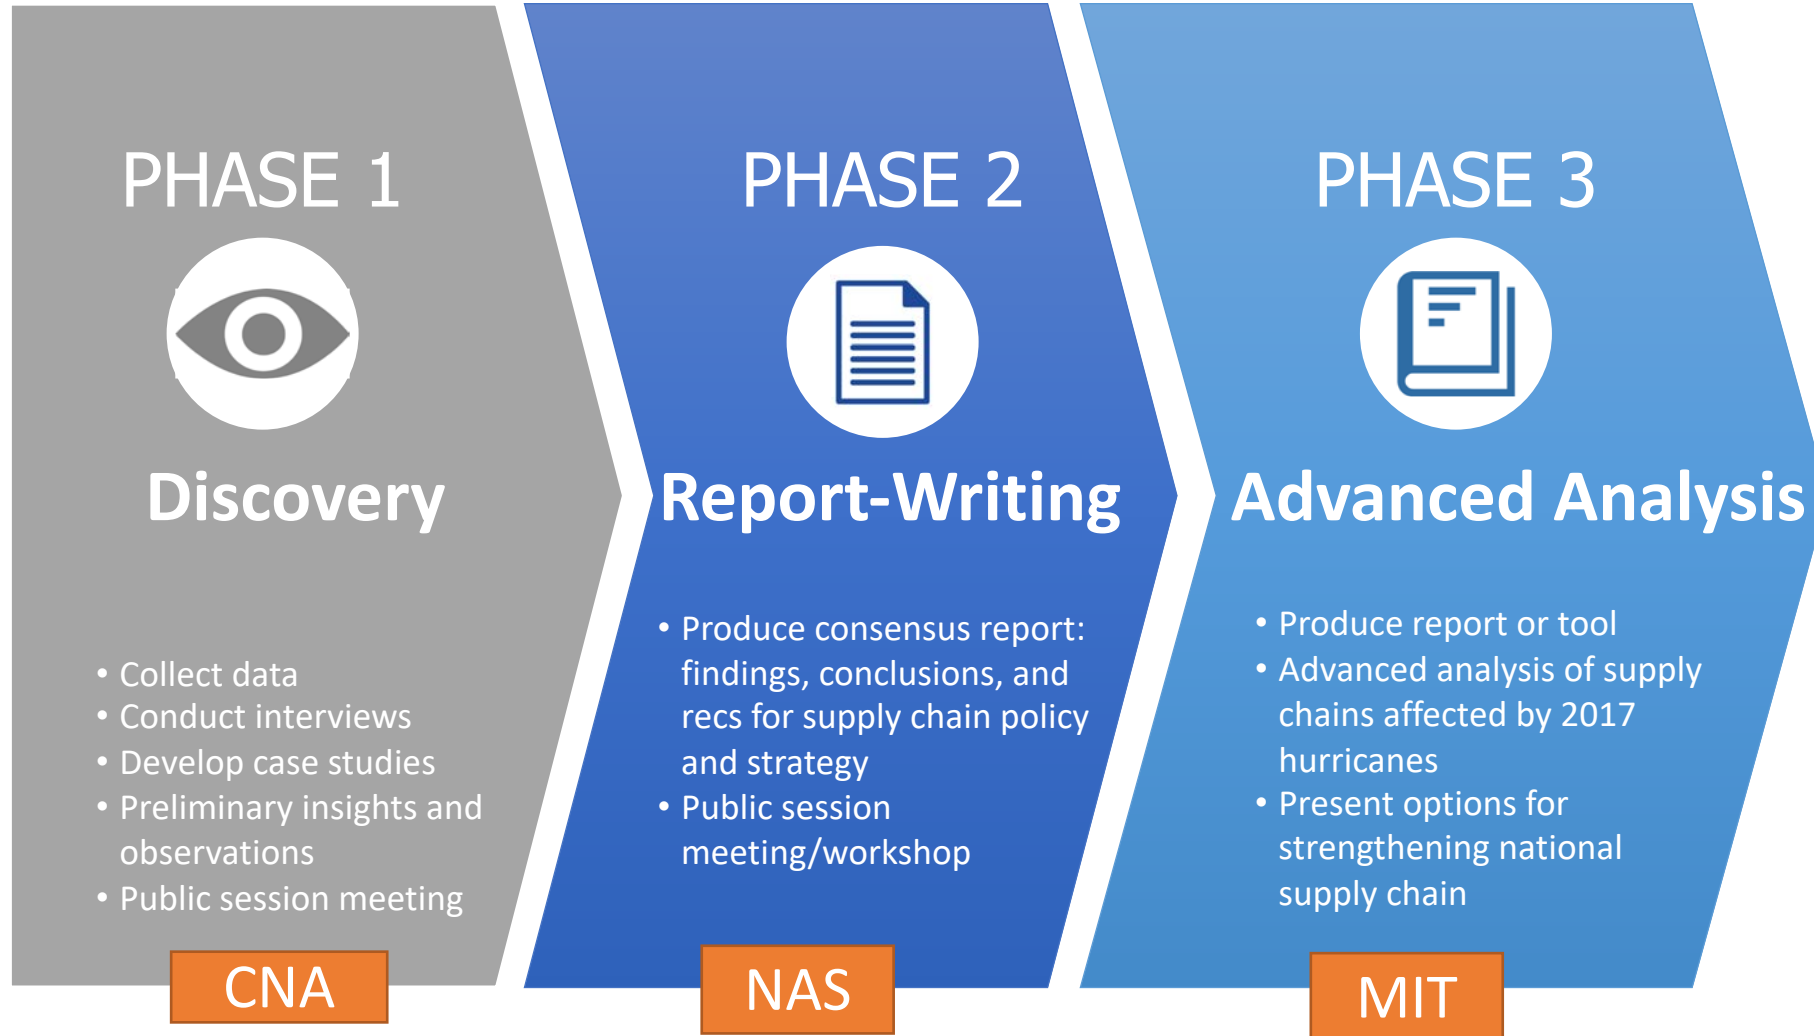 PHASE 1
Discovery
• Collect data
• Conduct interviews
• Develop case studies
• Preliminary insights and
observations
• Public session meeting
CNA
PHASE 2
Report-Writing
• Produce consensus report:
findings, conclusions, and
recs for supply chain policy
and strategy
• Public session
meeting/workshop
NAS
PHASE 3
Advanced Analysis
• Produce report or tool
• Advanced analysis of supply
chains affected by 2017
hurricanes
• Present options for
strengthening national
supply chain
MIT